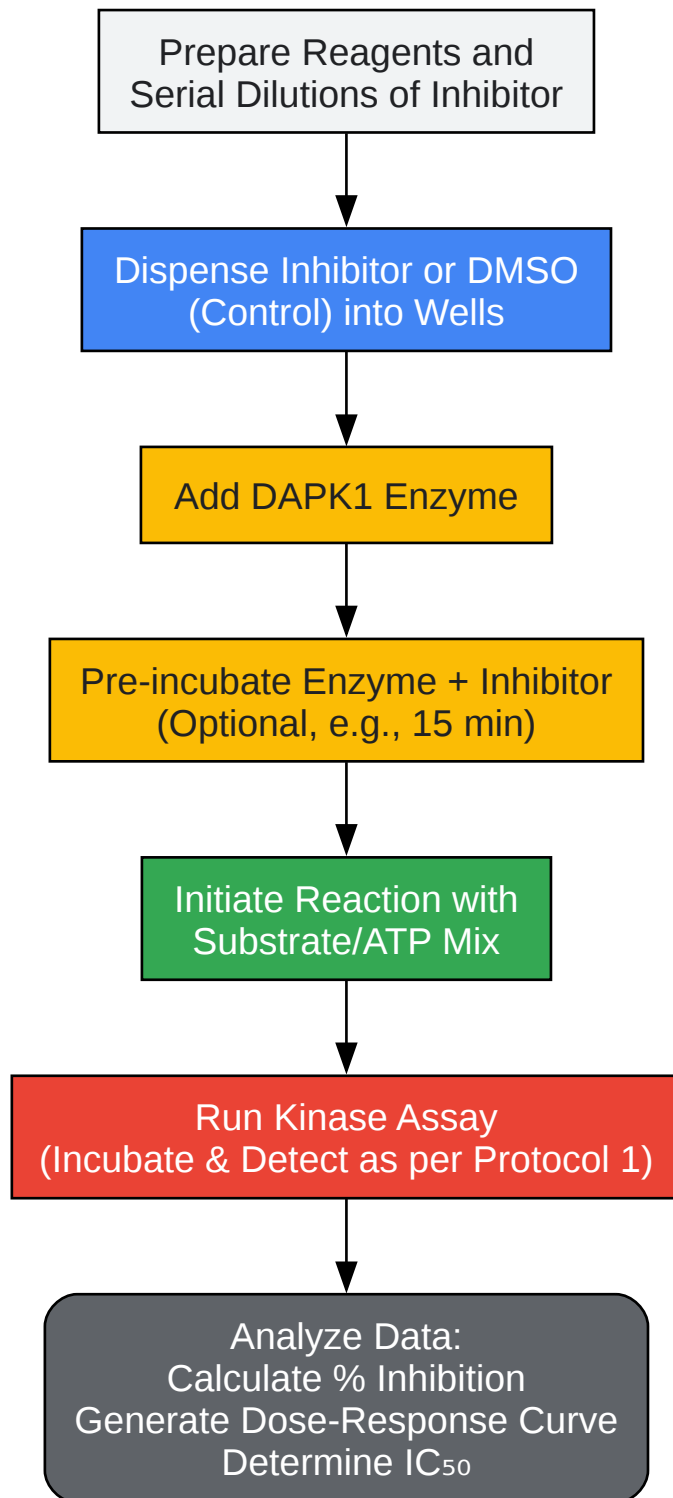 Prepare Reagents and
Serial Dilutions of Inhibitor
Dispense Inhibitor or DMSO
(Control) into Wells
Add DAPK1 Enzyme
Pre-incubate Enzyme + Inhibitor
(Optional, e.g., 15 min)
Initiate Reaction with
Substrate/ATP Mix
Run Kinase Assay
(Incubate & Detect as per Protocol 1)
Analyze Data:
Calculate % Inhibition
Generate Dose-Response Curve
Determine IC₅₀